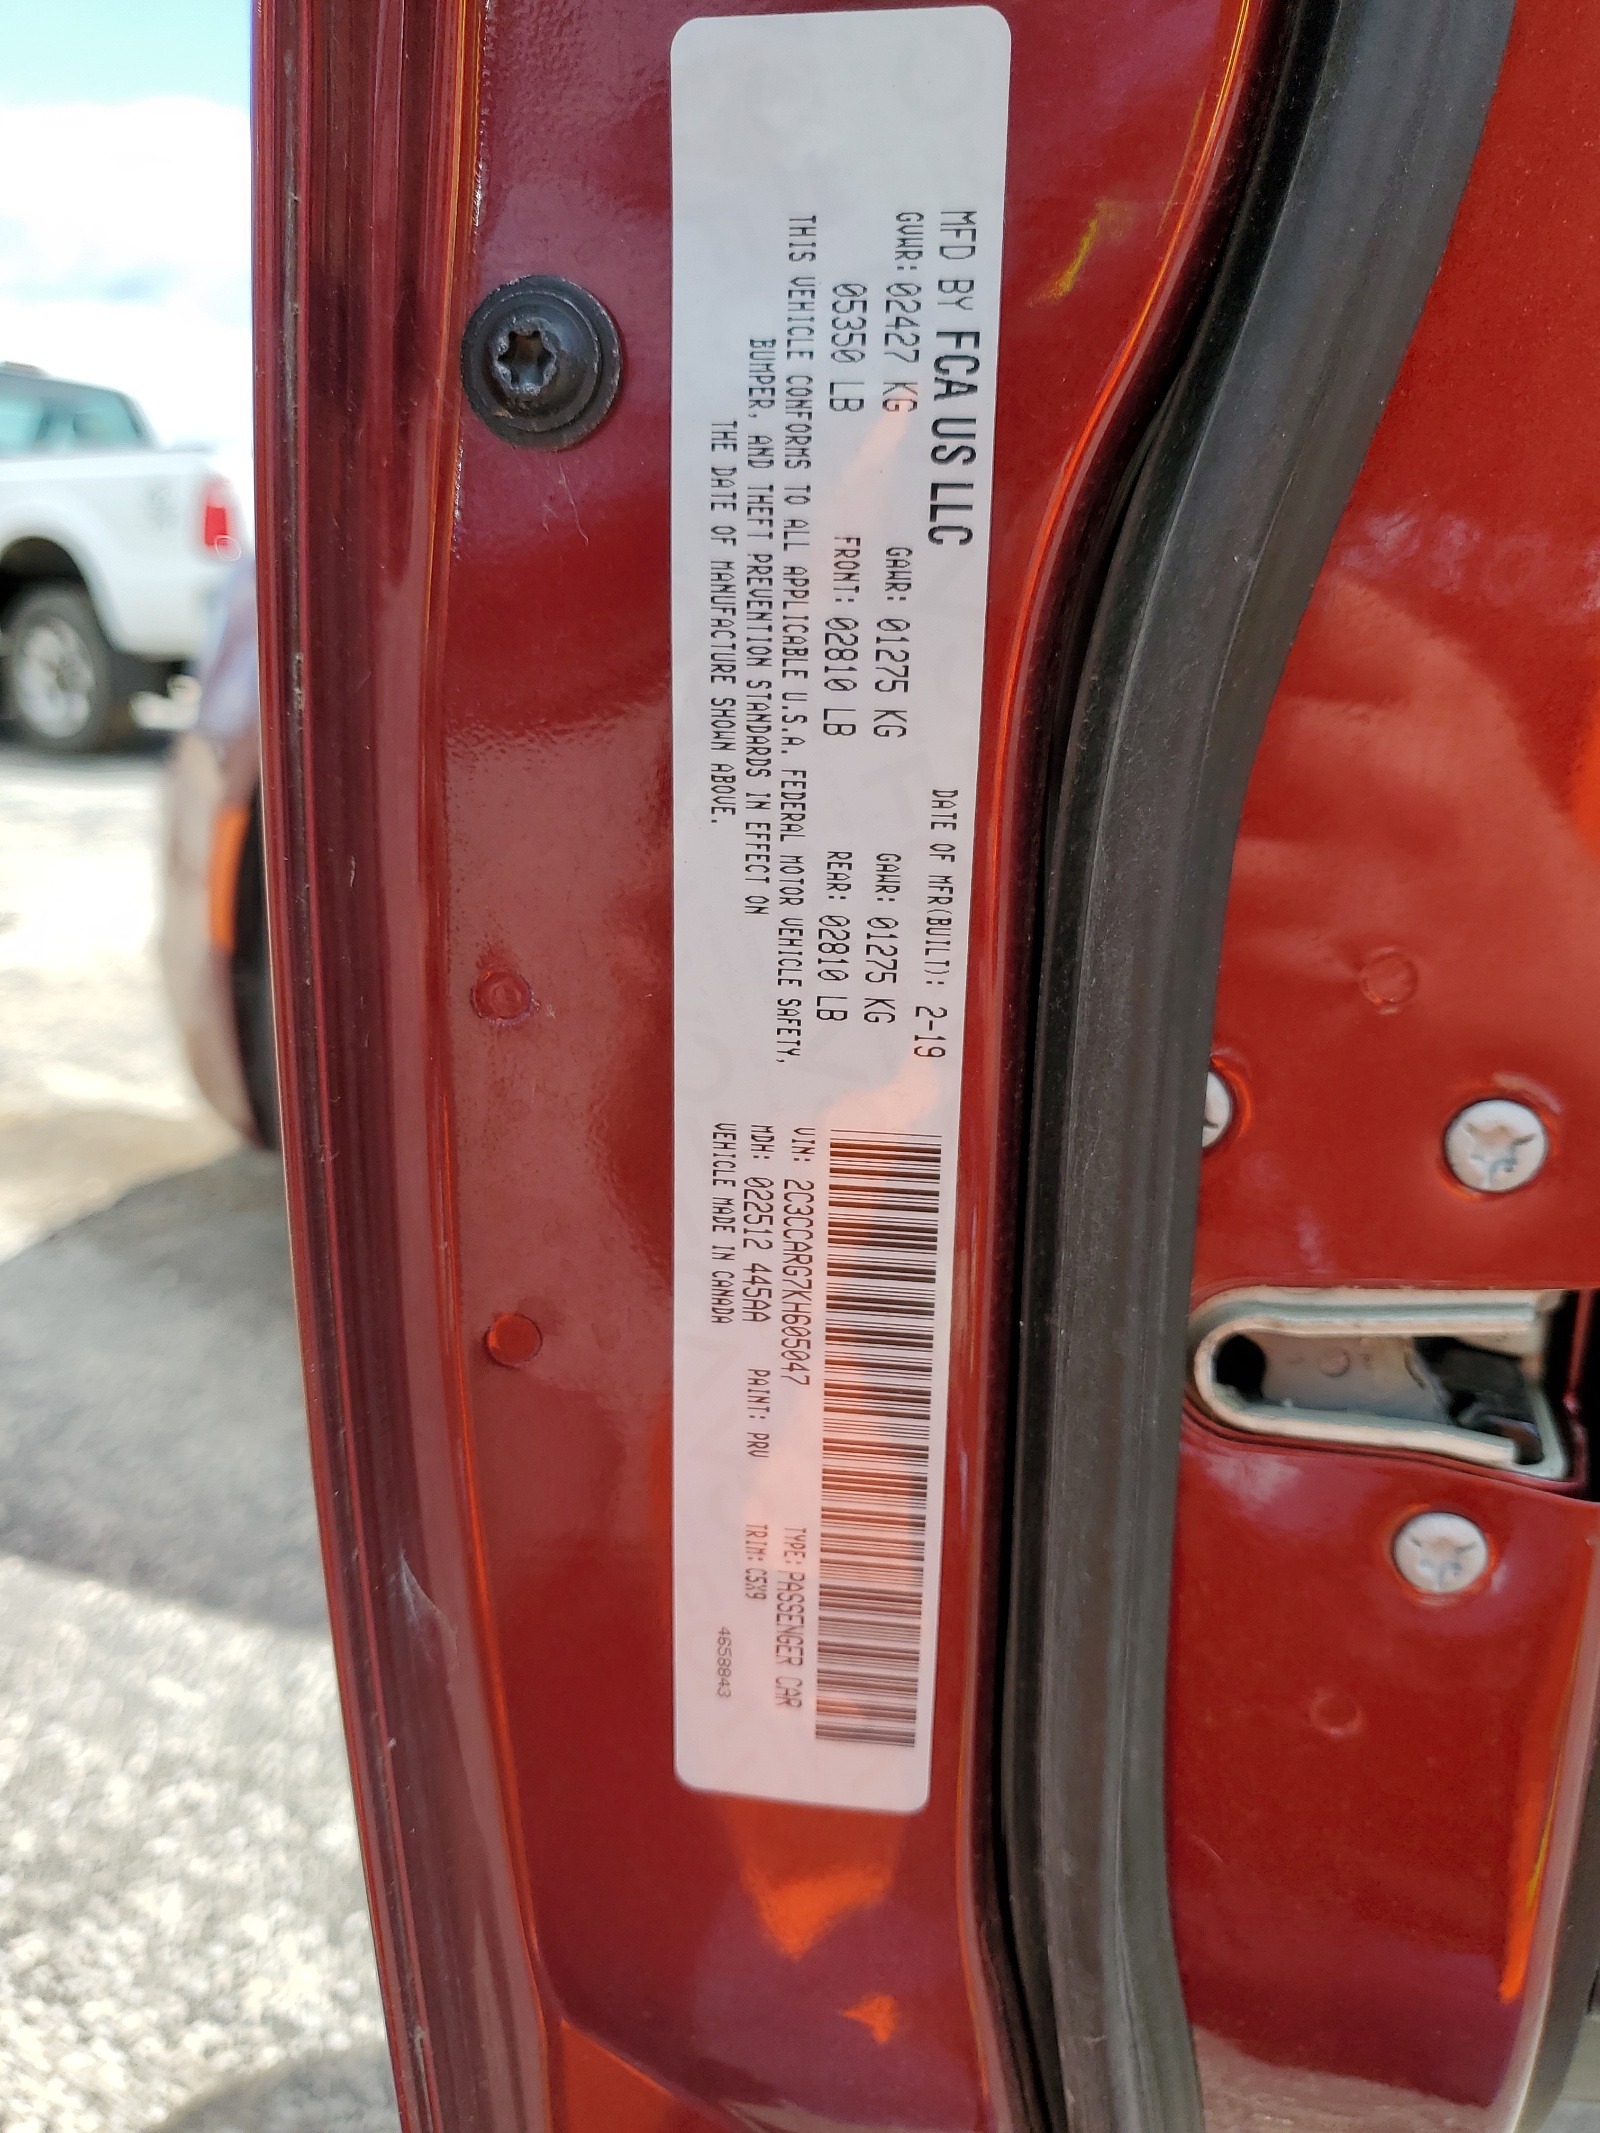 MFD BY FCA US LLC DATE OF MFR(BUILT): 2-19
GVWR: 02427 KG GAWR: 01275 KG GAWR: 01275 KG
05350 LB FRONT: 02810 LB REAR: 02810 LB
THIS VEHICLE CONFORMS TO ALL APPLICABLE U.S.A. FEDERAL MOTOR VEHICLE SAFETY,
BUMPER, AND THEFT PREVENTION STANDARDS IN EFFECT ON
THE DATE OF MANUFACTURE SHOWN ABOVE.
VIN: 2C3CCARG7KH605047 TYPE: PASSENGER CAR
MDH: 022512 445AA PAINT: PRV TRIM: C5X9
VEHICLE MADE IN CANADA 4658843